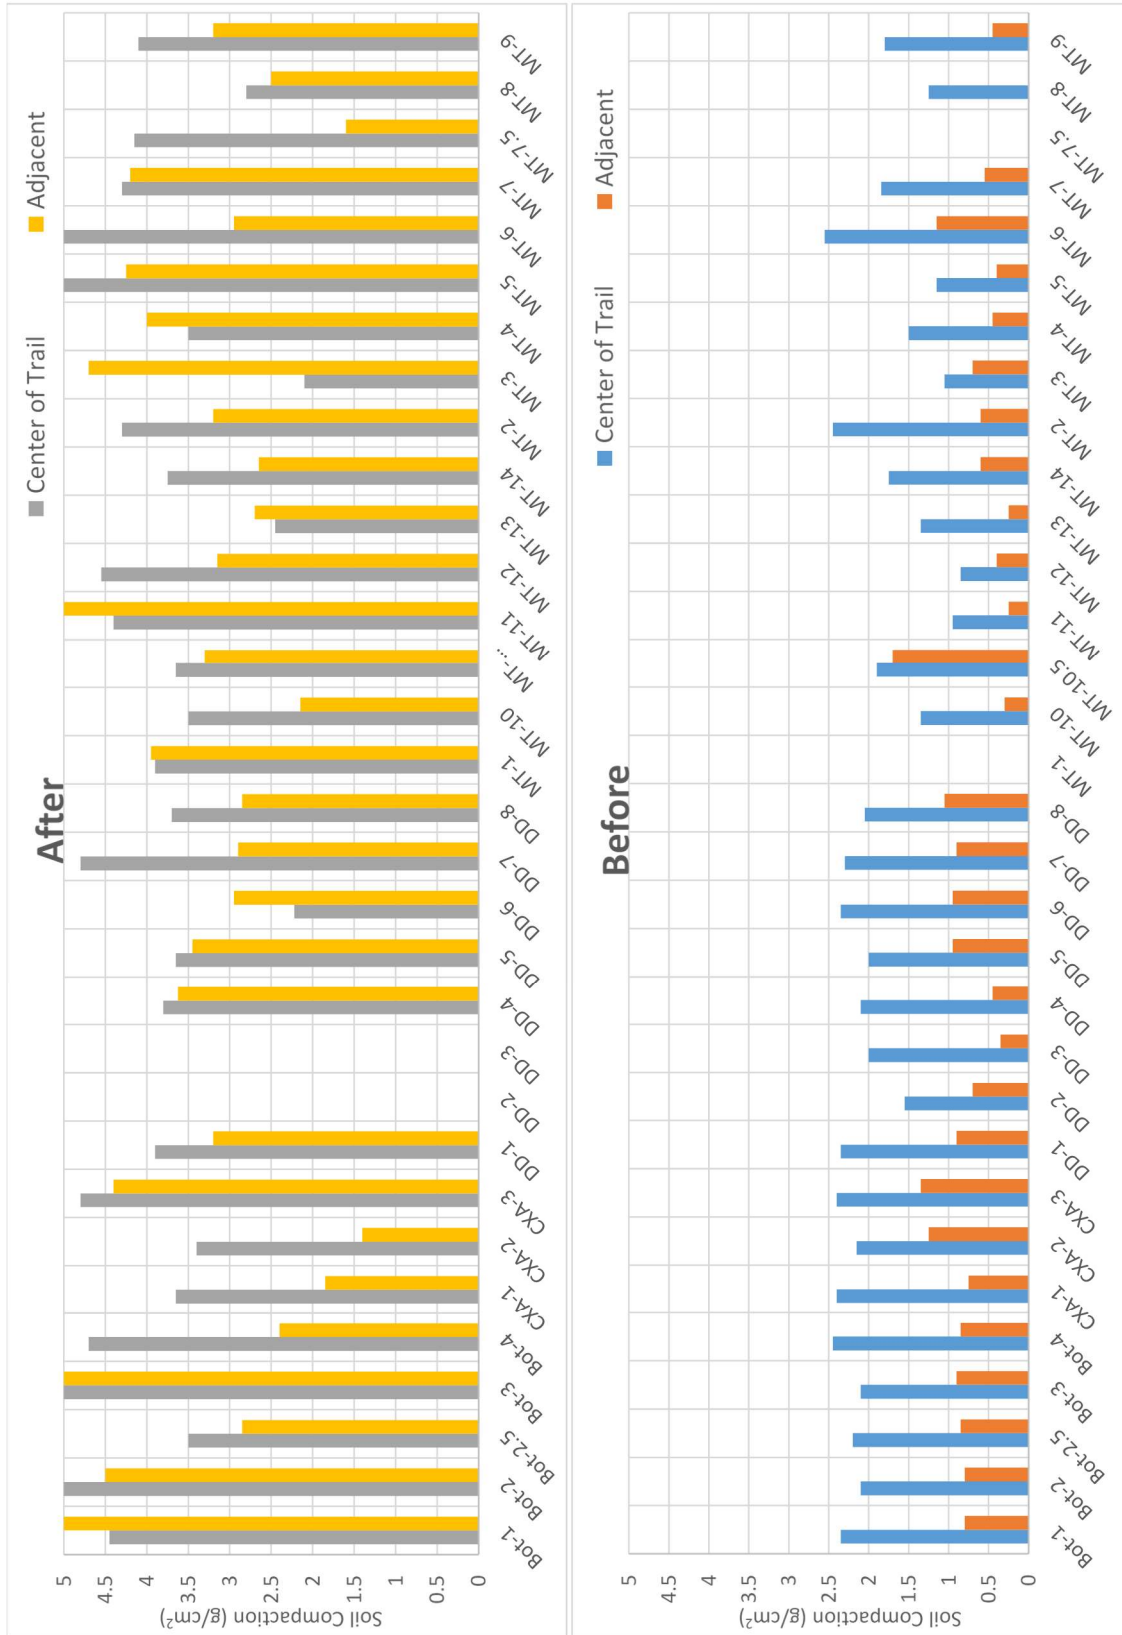 After
Center of Trail
Adjacent
Soil Compaction (g/cm²)
5
4.5
4
3.5
3
2.5
2
1.5
1
0.5
0
Bot-1
Bot-2
Bot-2.5
Bot-3
Bot-4
CXA-1
CXA-2
CXA-3
DD-1
DD-2
DD-3
DD-4
DD-5
DD-6
DD-7
DD-8
MT-1
MT-10
MT-...
MT-11
MT-12
MT-13
MT-14
MT-2
MT-3
MT-4
MT-5
MT-6
MT-7
MT-7.5
MT-8
MT-9
Before
Center of Trail
Adjacent
Soil Compaction (g/cm²)
5
4.5
4
3.5
3
2.5
2
1.5
1
0.5
0
Bot-1
Bot-2
Bot-2.5
Bot-3
Bot-4
CXA-1
CXA-2
CXA-3
DD-1
DD-2
DD-3
DD-4
DD-5
DD-6
DD-7
DD-8
MT-1
MT-10
MT-10.5
MT-11
MT-12
MT-13
MT-14
MT-2
MT-3
MT-4
MT-5
MT-6
MT-7
MT-7.5
MT-8
MT-9